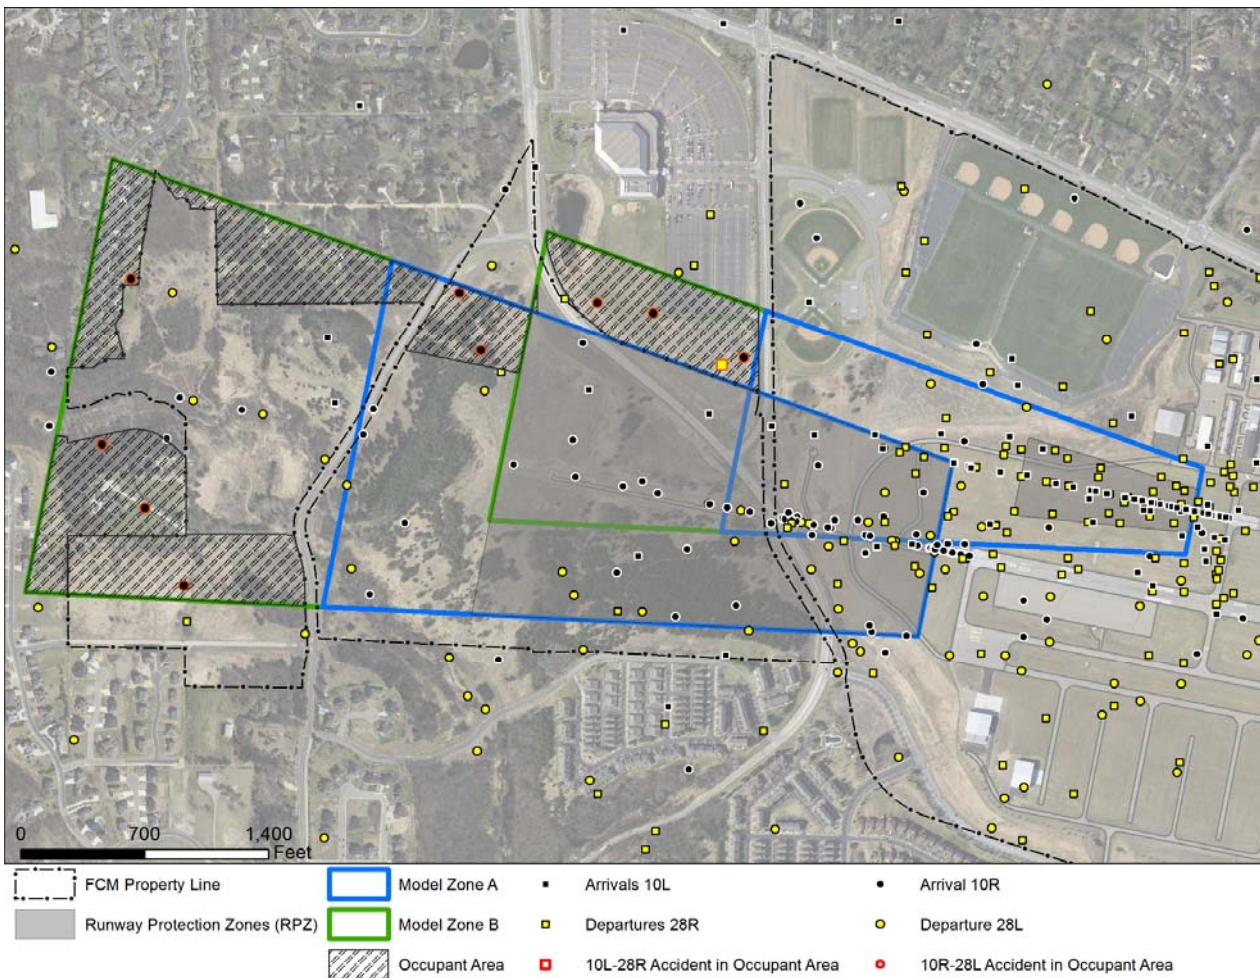 0 700 1,400
Feet
FCM Property Line Model Zone A Arrivals 10L Arrival 10R
Runway Protection Zones (RPZ) Model Zone B Departures 28R Departure 28L
Occupant Area 10L-28R Accident in Occupant Area 10R-28L Accident in Occupant Area